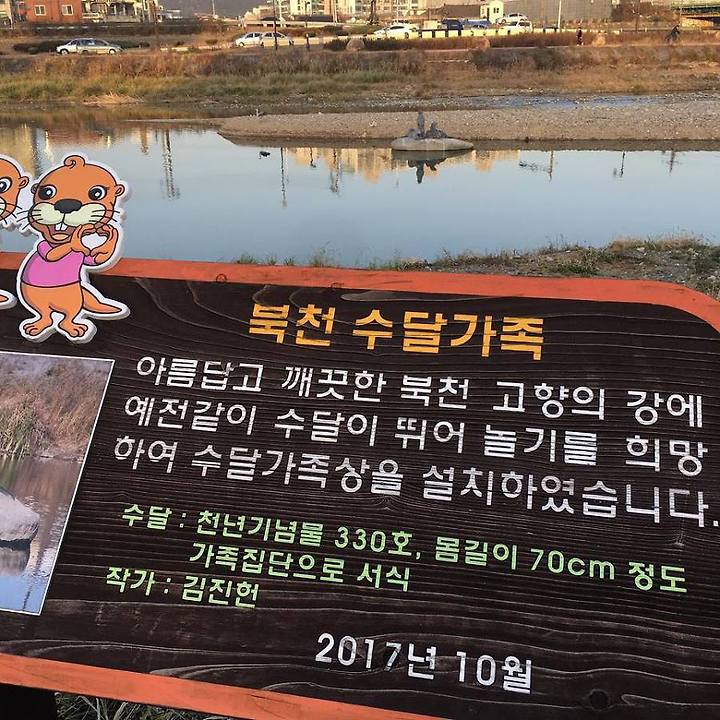 북천 수달가족
아름답고 깨끗한 북천 고향의 강에
예전같이 수달이 뛰어 놀기를 희망
하여 수달가족상을 설치하였습니다.
수달 : 천년기념물 330호, 몸길이 70cm 정도
가족집단으로 서식
작가 : 김진헌
2017년 10월